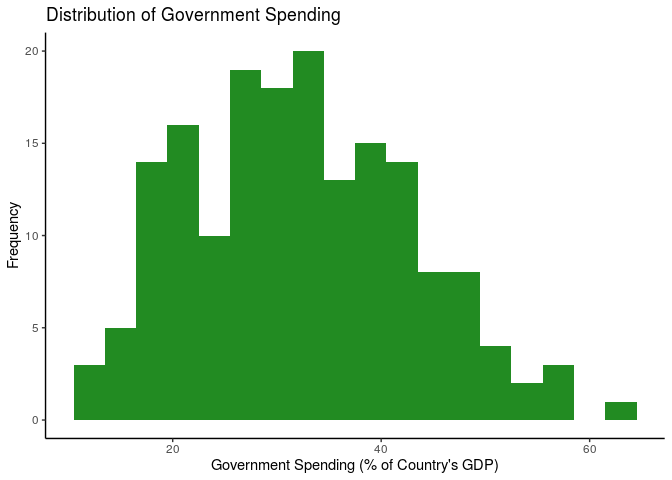 Distribution of Government Spending
20
15
10
5
0
Frequency
20 40 60
Government Spending (% of Country's GDP)